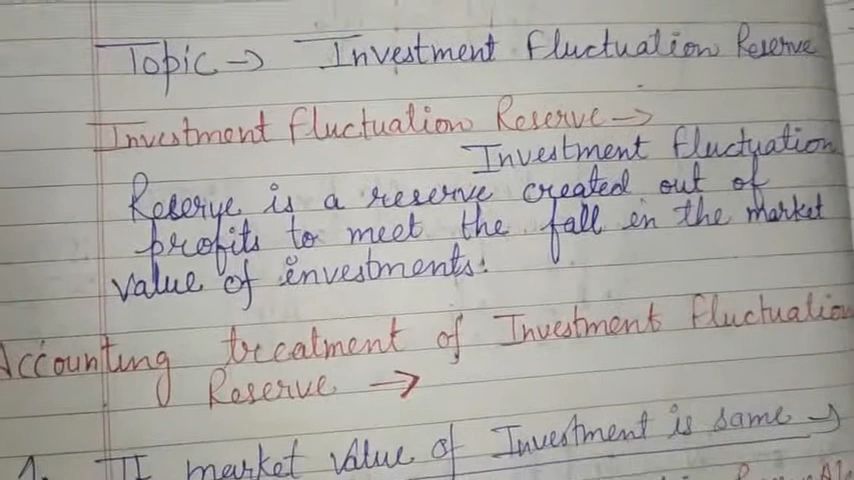 Topic → Investment Fluctuation Reserve
Investment Fluctuation Reserve →
Investment Fluctuation
Reserve is a reserve created out of
profits to meet the fall in the market
value of investments.
Accounting treatment of Investment Fluctuation
Reserve →
1. If market value of Investment is same →